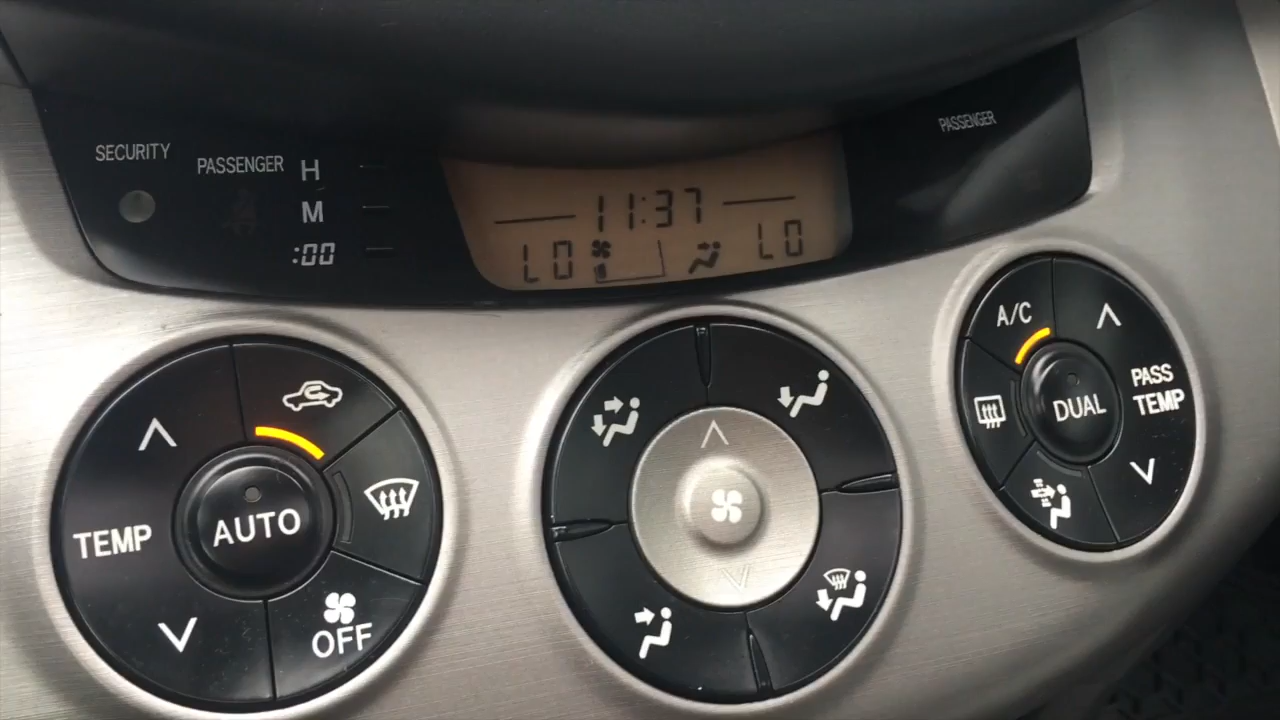 SECURITY
PASSENGER
H
M
:00
11:37
LO
LO
PASSENGER
TEMP
AUTO
OFF
A/C
DUAL
PASS
TEMP